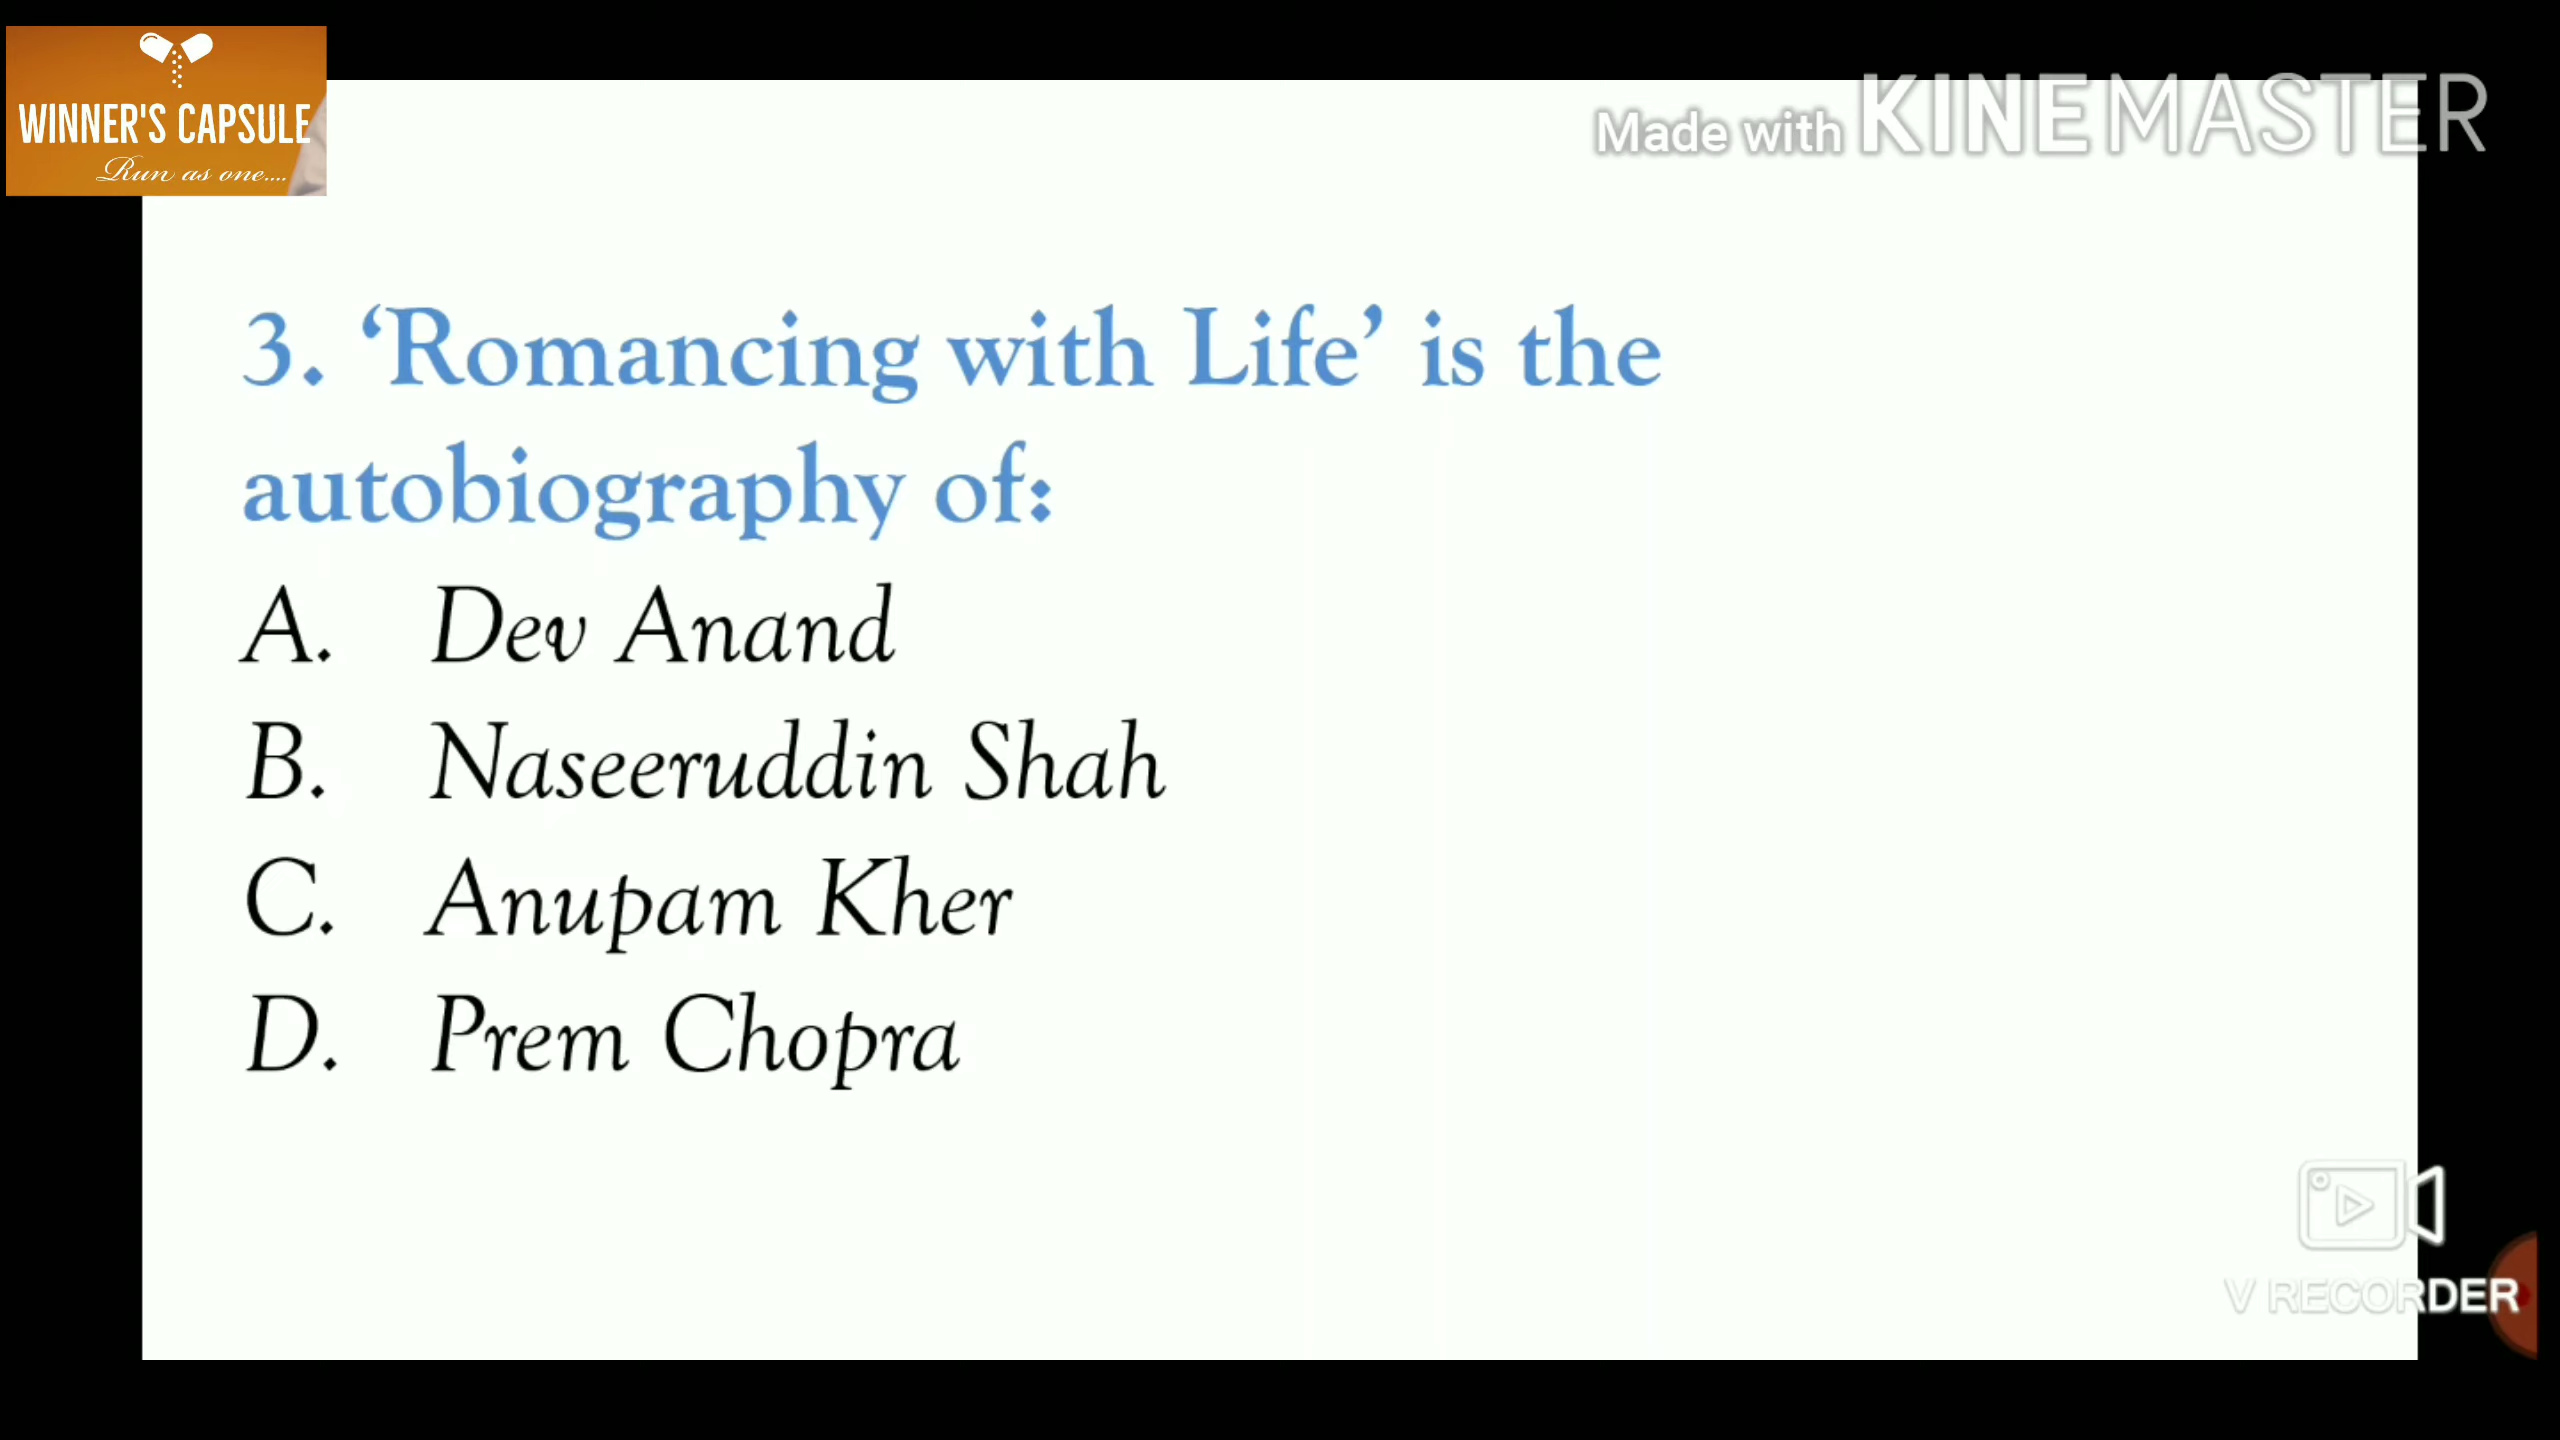 WINNER'S CAPSULE
Run as one....
Made with KINEMASTER
3. ‘Romancing with Life’ is the
autobiography of:
A. Dev Anand
B. Naseeruddin Shah
C. Anupam Kher
D. Prem Chopra
V RECORDER